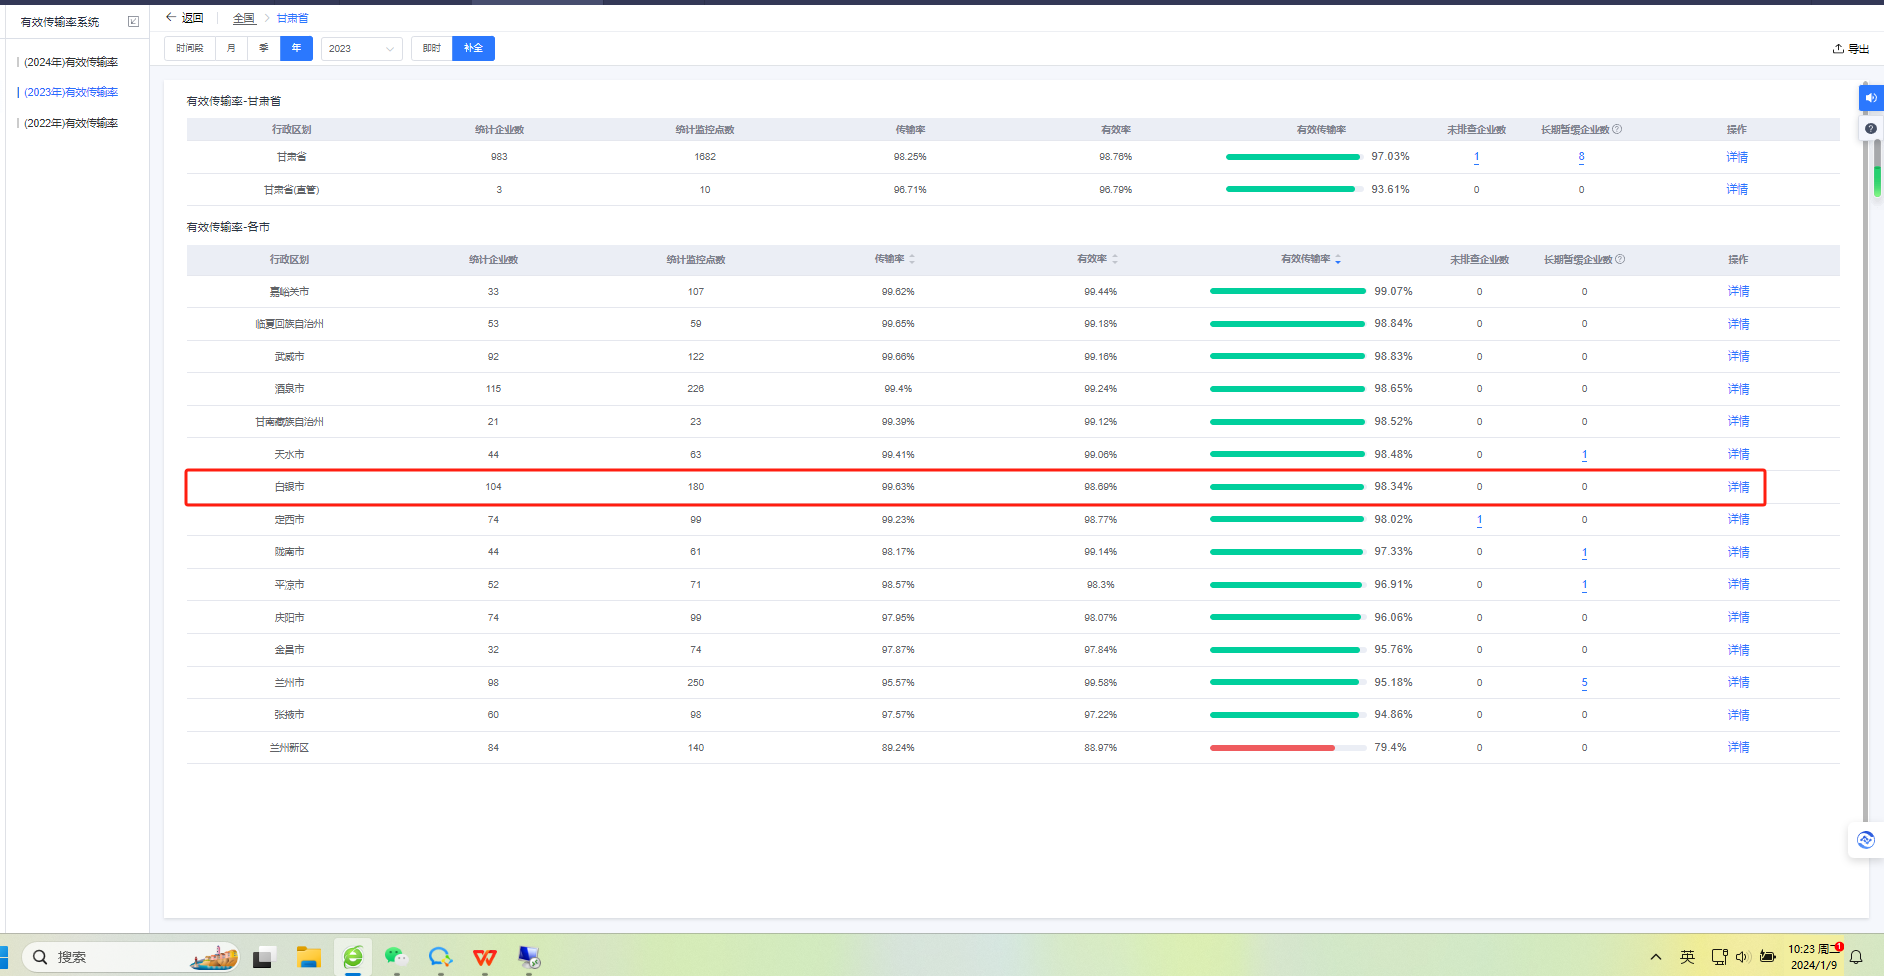 有效传输率系统
(2024年)有效传输率
(2023年)有效传输率
(2022年)有效传输率
返回 全国 甘肃省
时间段 月 季 年 2023 即时 补全 导出
有效传输率-甘肃省
行政区划 统计企业数 统计监控点数 传输率 有效率 有效传输率 未排查企业数 长期暂缓企业数 操作
甘肃省 983 1682 98.25% 98.76% 97.03% 1 8 详情
甘肃省(直管) 3 10 96.71% 96.79% 93.61% 0 0 详情
有效传输率-各市
行政区划 统计企业数 统计监控点数 传输率 有效率 有效传输率 未排查企业数 长期暂缓企业数 操作
嘉峪关市 33 107 99.62% 99.44% 99.07% 0 0 详情
临夏回族自治州 53 59 99.65% 99.18% 98.84% 0 0 详情
武威市 92 122 99.66% 99.16% 98.83% 0 0 详情
酒泉市 115 226 99.4% 99.24% 98.65% 0 0 详情
甘南藏族自治州 21 23 99.39% 99.12% 98.52% 0 0 详情
天水市 44 63 99.41% 99.06% 98.48% 0 1 详情
白银市 104 180 99.63% 98.69% 98.34% 0 0 详情
定西市 74 99 99.23% 98.77% 98.02% 1 0 详情
陇南市 44 61 98.17% 99.14% 97.33% 0 1 详情
平凉市 52 71 98.57% 98.3% 96.91% 0 1 详情
庆阳市 74 99 97.95% 98.07% 96.06% 0 0 详情
金昌市 32 74 97.87% 97.84% 95.76% 0 0 详情
兰州市 98 250 95.57% 99.58% 95.18% 0 5 详情
张掖市 60 98 97.57% 97.22% 94.86% 0 0 详情
兰州新区 84 140 89.24% 88.97% 79.4% 0 0 详情
搜索
英
10:23 周二
1
2024/1/9